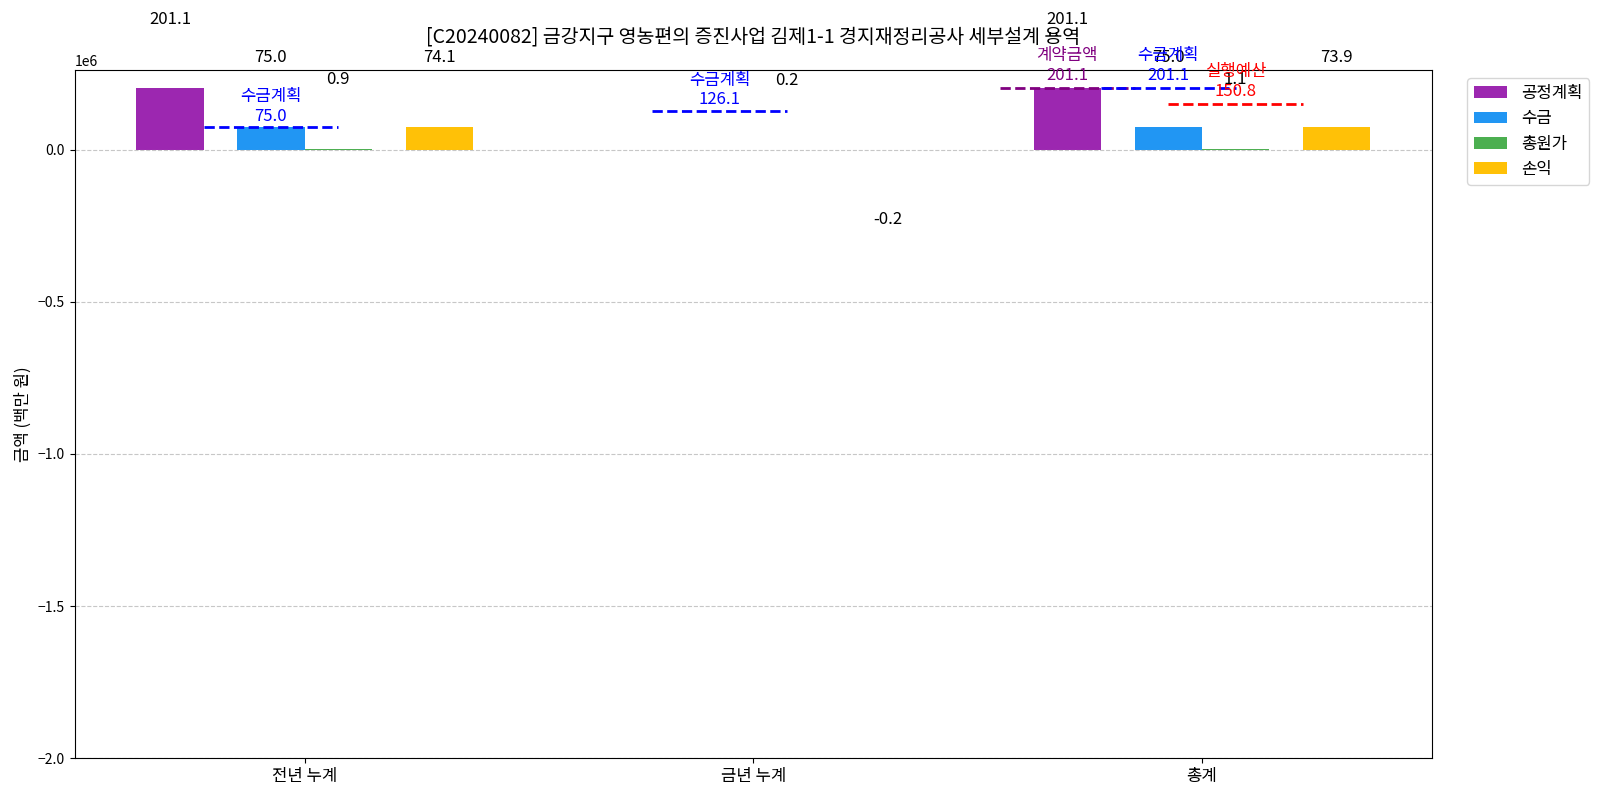 [C20240082] 금강지구 영농편의 증진사업 김제1-1 경지재정리공사 세부설계 용역
1e6
201.1
75.0
0.9
74.1
수금계획
75.0
수금계획
126.1
0.2
-0.2
201.1
계약금액
201.1
75.0
수금계획
201.1
1.1
실행예산
150.8
73.9
공정계획
수금
총원가
손익
금액 (백만 원)
0.0
−0.5
−1.0
−1.5
−2.0
전년 누계
금년 누계
총계